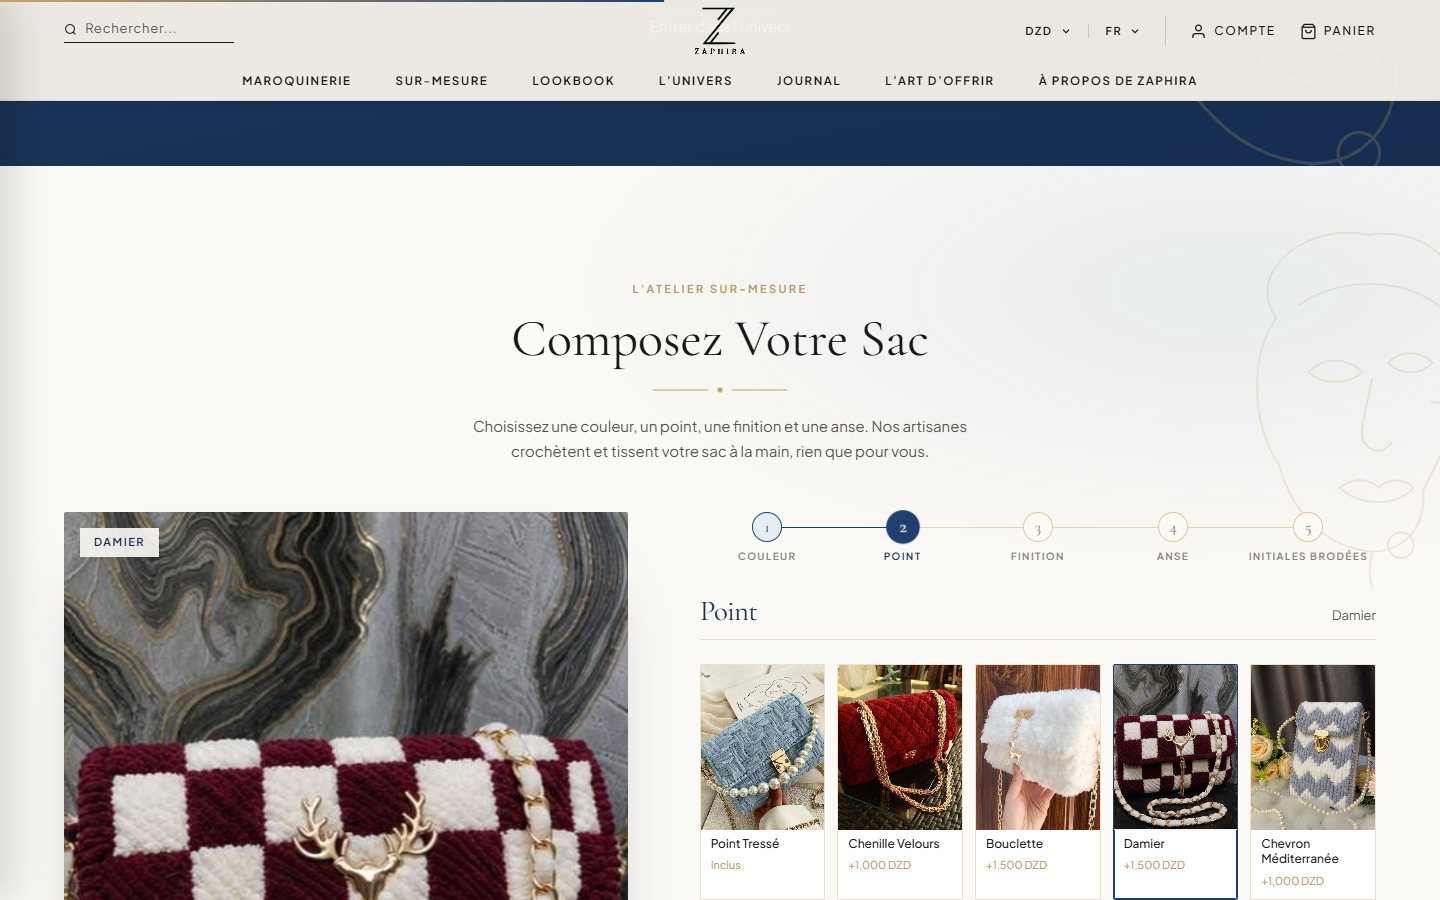 Rechercher...
Entrer dans l'univers
ZAPHIRA
DZD
FR
COMPTE
PANIER
MAROQUINERIE
SUR-MESURE
LOOKBOOK
L'UNIVERS
JOURNAL
L'ART D'OFFRIR
À PROPOS DE ZAPHIRA
L'ATELIER SUR-MESURE
Composez Votre Sac
Choisissez une couleur, un point, une finition et une anse. Nos artisanes
crochètent et tissent votre sac à la main, rien que pour vous.
DAMIER
1
2
3
4
5
COULEUR
POINT
FINITION
ANSE
INITIALES BRODÉES
Point
Damier
Point Tressé
Inclus
Chenille Velours
+1,000 DZD
Bouclette
+1,500 DZD
Damier
+1,500 DZD
Chevron
Méditerranée
+1,000 DZD